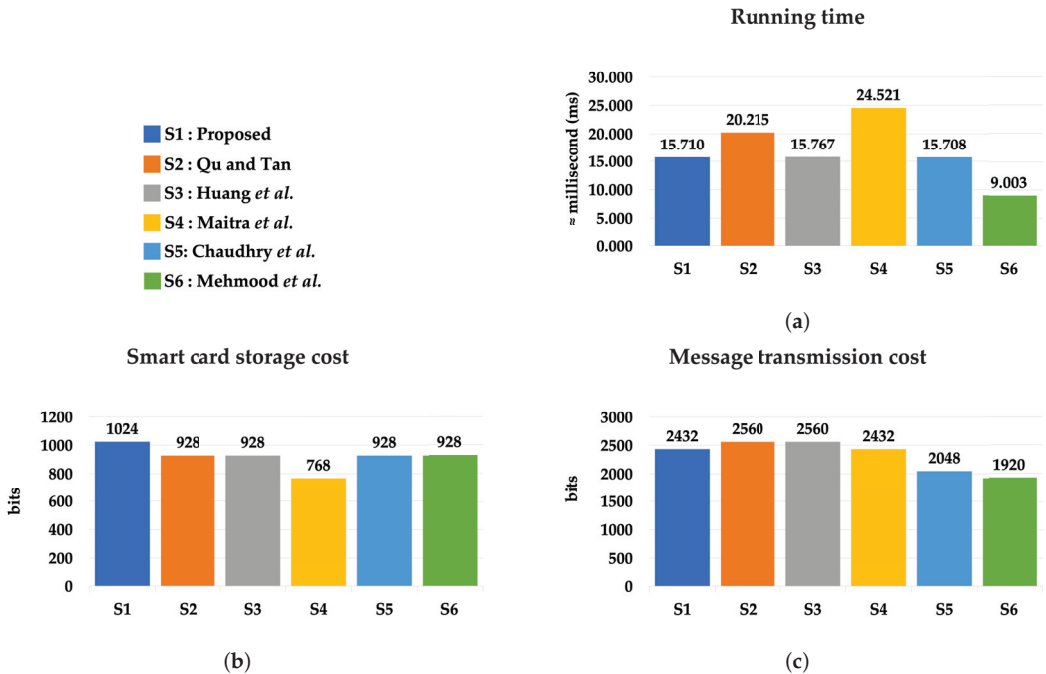 Running time
S1 : Proposed
S2 : Qu and Tan
S3 : Huang et al.
S4 : Maitra et al.
S5: Chaudhry et al.
S6 : Mehmood et al.
≈ millisecond (ms)
30.000
25.000
20.000
15.000
10.000
5.000
0.000
15.710
20.215
15.767
24.521
15.708
9.003
S1 S2 S3 S4 S5 S6
(a)
Smart card storage cost
bits
1200
1000
800
600
400
200
0
1024
928
928
768
928
928
S1 S2 S3 S4 S5 S6
(b)
Message transmission cost
bits
3000
2500
2000
1500
1000
500
0
2432
2560
2560
2432
2048
1920
S1 S2 S3 S4 S5 S6
(c)